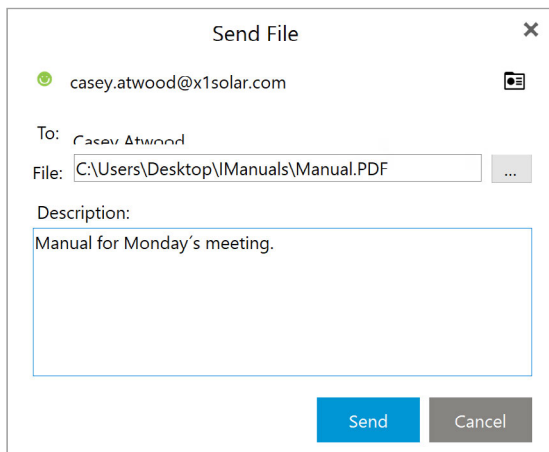 Send File
casey.atwood@x1solar.com
To: Casey Atwood
File: C:\Users\Desktop\IManuals\Manual.PDF ...
Description:
Manual for Monday´s meeting.
Send Cancel